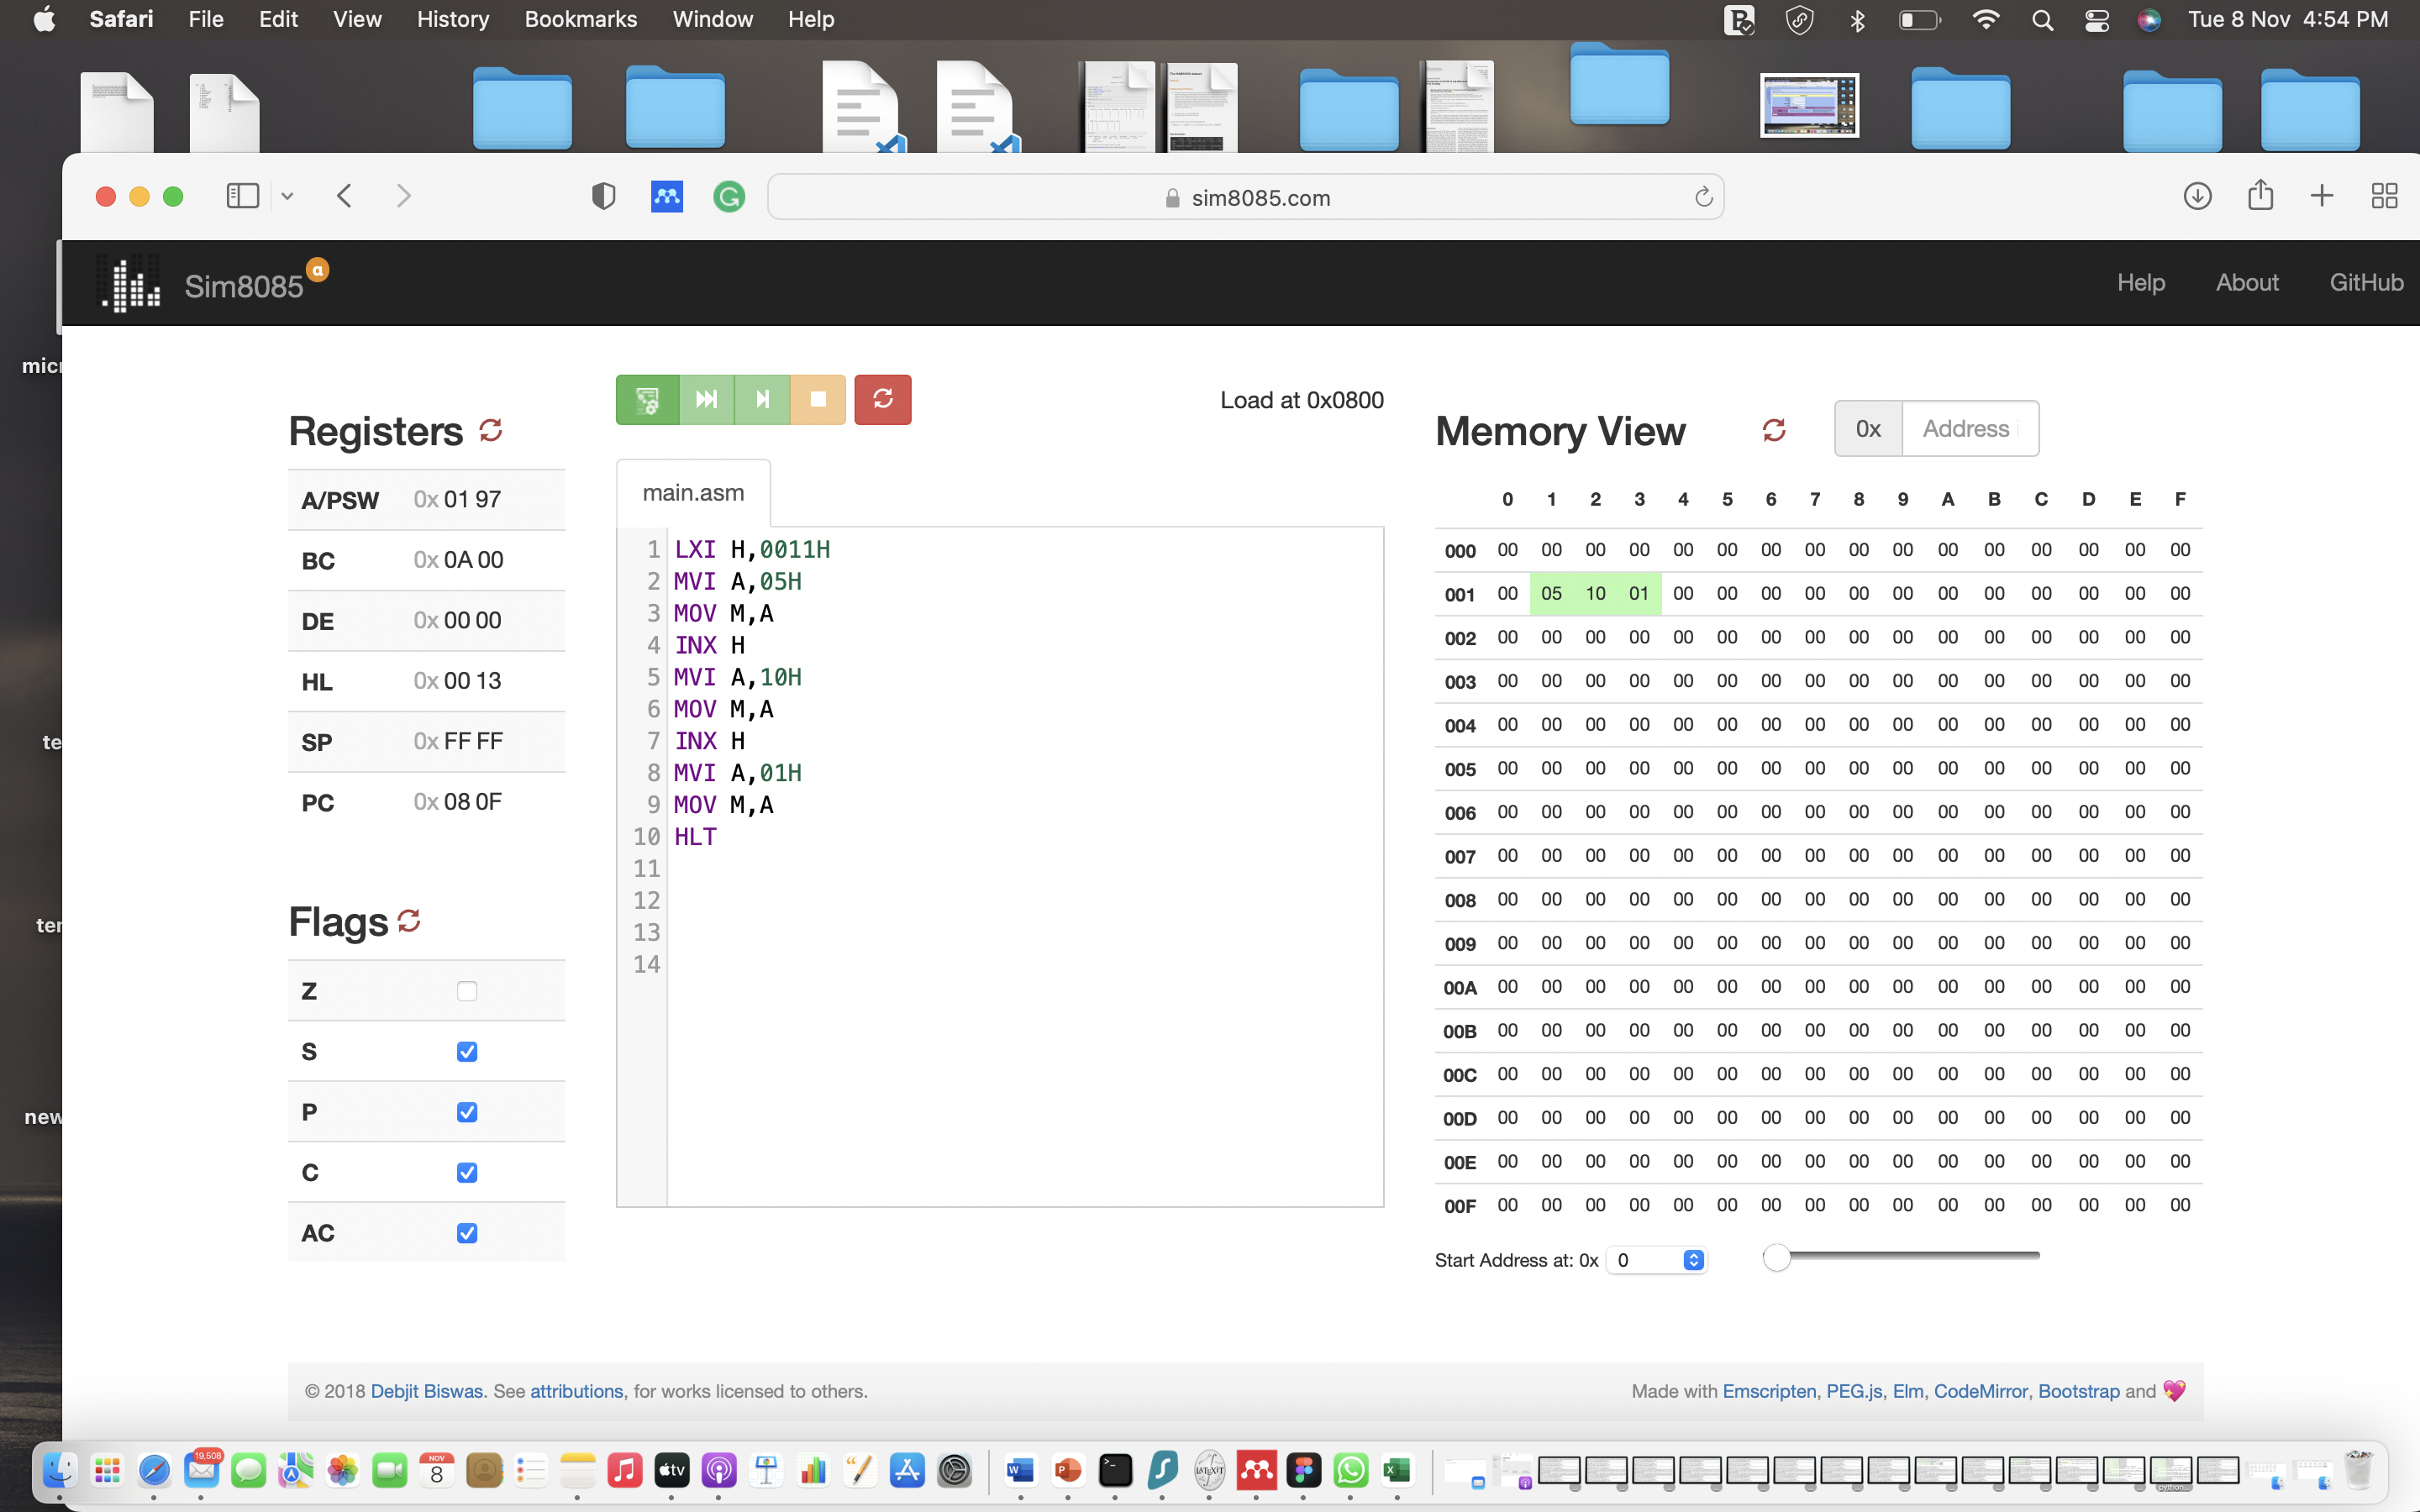 Safari File Edit View History Bookmarks Window Help Tue 8 Nov 4:54 PM
sim8085.com
Sim8085 α Help About GitHub
Load at 0x0800
Registers
A/PSW 0x 01 97
BC 0x 0A 00
DE 0x 00 00
HL 0x 00 13
SP 0x FF FF
PC 0x 08 0F
Flags
Z
S
P
C
AC
main.asm
1 LXI H,0011H
2 MVI A,05H
3 MOV M,A
4 INX H
5 MVI A,10H
6 MOV M,A
7 INX H
8 MVI A,01H
9 MOV M,A
10 HLT
11
12
13
14
Memory View 0x Address
0 1 2 3 4 5 6 7 8 9 A B C D E F
000 00 00 00 00 00 00 00 00 00 00 00 00 00 00 00 00
001 00 05 10 01 00 00 00 00 00 00 00 00 00 00 00 00
002 00 00 00 00 00 00 00 00 00 00 00 00 00 00 00 00
003 00 00 00 00 00 00 00 00 00 00 00 00 00 00 00 00
004 00 00 00 00 00 00 00 00 00 00 00 00 00 00 00 00
005 00 00 00 00 00 00 00 00 00 00 00 00 00 00 00 00
006 00 00 00 00 00 00 00 00 00 00 00 00 00 00 00 00
007 00 00 00 00 00 00 00 00 00 00 00 00 00 00 00 00
008 00 00 00 00 00 00 00 00 00 00 00 00 00 00 00 00
009 00 00 00 00 00 00 00 00 00 00 00 00 00 00 00 00
00A 00 00 00 00 00 00 00 00 00 00 00 00 00 00 00 00
00B 00 00 00 00 00 00 00 00 00 00 00 00 00 00 00 00
00C 00 00 00 00 00 00 00 00 00 00 00 00 00 00 00 00
00D 00 00 00 00 00 00 00 00 00 00 00 00 00 00 00 00
00E 00 00 00 00 00 00 00 00 00 00 00 00 00 00 00 00
00F 00 00 00 00 00 00 00 00 00 00 00 00 00 00 00 00
Start Address at: 0x 0
© 2018 Debjit Biswas. See attributions, for works licensed to others.
Made with Emscripten, PEG.js, Elm, CodeMirror, Bootstrap and 💖
micr
te
ter
new
19,508
NOV
8
tv